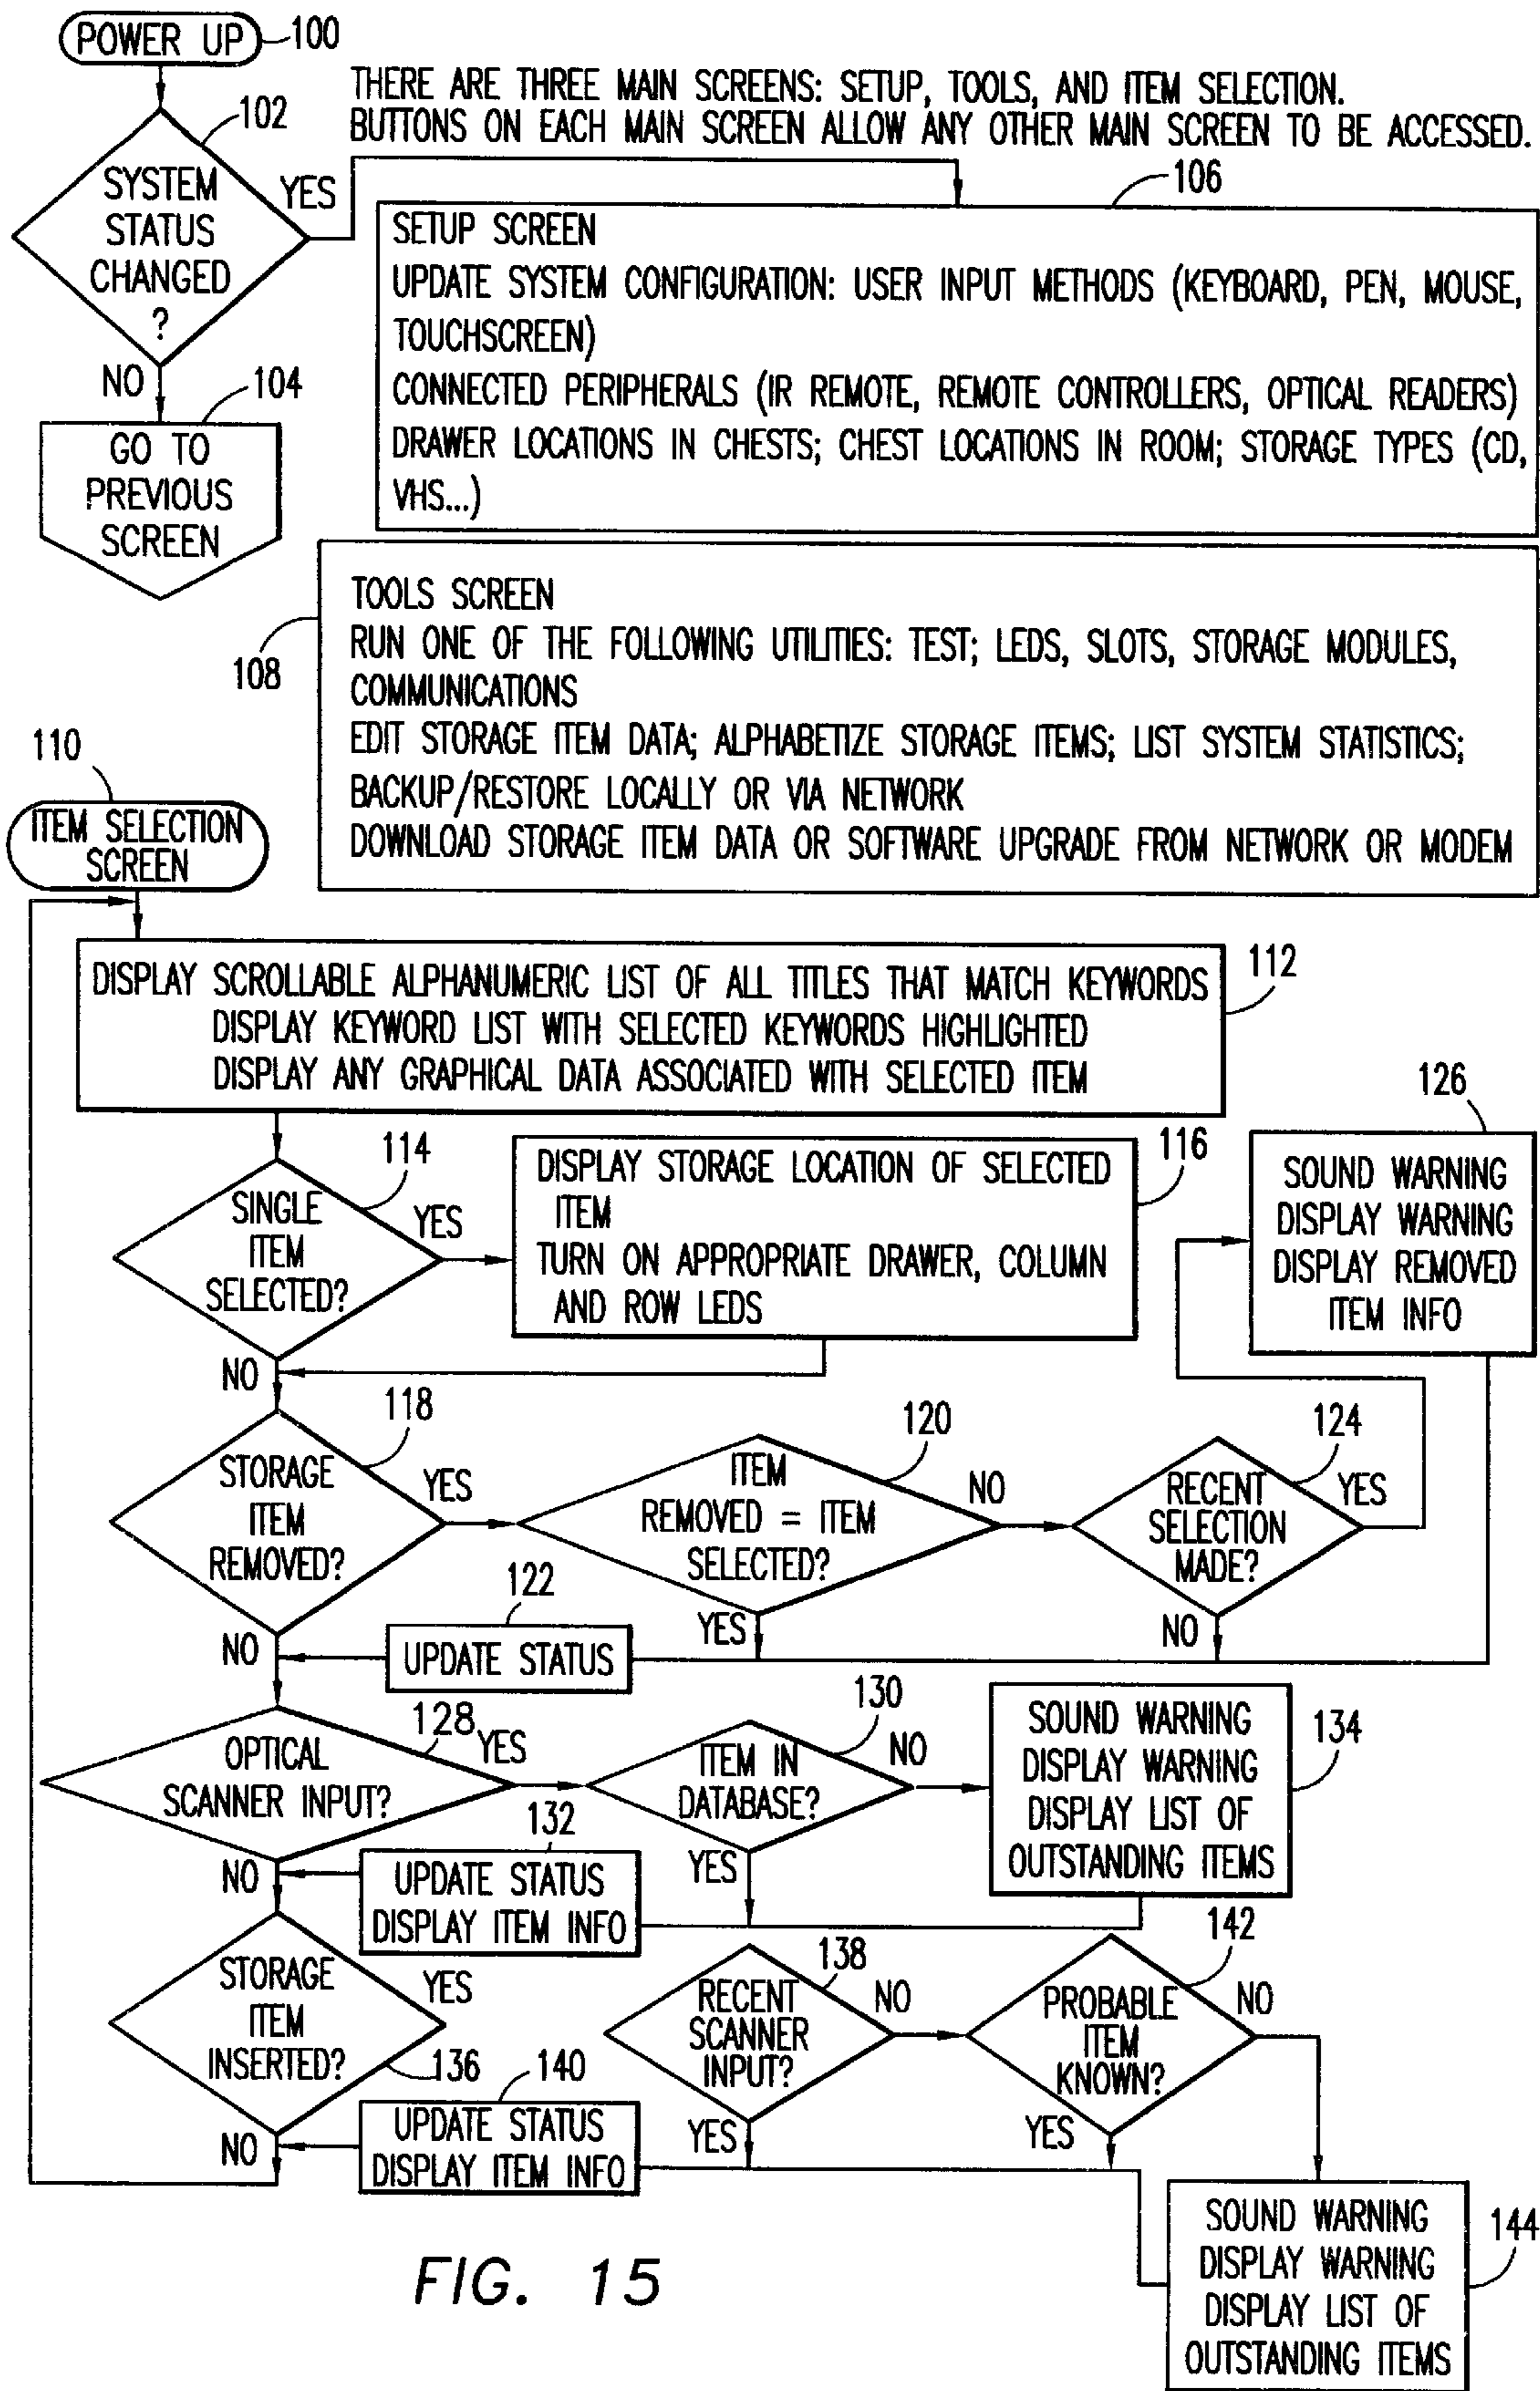 POWER UP
100
THERE ARE THREE MAIN SCREENS: SETUP, TOOLS, AND ITEM SELECTION.
BUTTONS ON EACH MAIN SCREEN ALLOW ANY OTHER MAIN SCREEN TO BE ACCESSED.
102
SYSTEM
STATUS
CHANGED
?
YES
NO
104
GO TO
PREVIOUS
SCREEN
106
SETUP SCREEN
UPDATE SYSTEM CONFIGURATION: USER INPUT METHODS (KEYBOARD, PEN, MOUSE,
TOUCHSCREEN)
CONNECTED PERIPHERALS (IR REMOTE, REMOTE CONTROLLERS, OPTICAL READERS)
DRAWER LOCATIONS IN CHESTS; CHEST LOCATIONS IN ROOM; STORAGE TYPES (CD,
VHS...)
108
TOOLS SCREEN
RUN ONE OF THE FOLLOWING UTILITIES: TEST; LEDS, SLOTS, STORAGE MODULES,
COMMUNICATIONS
EDIT STORAGE ITEM DATA; ALPHABETIZE STORAGE ITEMS; LIST SYSTEM STATISTICS;
BACKUP/RESTORE LOCALLY OR VIA NETWORK
DOWNLOAD STORAGE ITEM DATA OR SOFTWARE UPGRADE FROM NETWORK OR MODEM
110
ITEM SELECTION
SCREEN
112
DISPLAY SCROLLABLE ALPHANUMERIC LIST OF ALL TITLES THAT MATCH KEYWORDS
DISPLAY KEYWORD LIST WITH SELECTED KEYWORDS HIGHLIGHTED
DISPLAY ANY GRAPHICAL DATA ASSOCIATED WITH SELECTED ITEM
114
SINGLE
ITEM
SELECTED?
YES
NO
116
DISPLAY STORAGE LOCATION OF SELECTED
ITEM
TURN ON APPROPRIATE DRAWER, COLUMN
AND ROW LEDS
126
SOUND WARNING
DISPLAY WARNING
DISPLAY REMOVED
ITEM INFO
118
STORAGE
ITEM
REMOVED?
YES
NO
120
ITEM
REMOVED = ITEM
SELECTED?
NO
YES
124
RECENT
SELECTION
MADE?
YES
NO
122
UPDATE STATUS
128
OPTICAL
SCANNER INPUT?
YES
NO
130
ITEM IN
DATABASE?
NO
YES
134
SOUND WARNING
DISPLAY WARNING
DISPLAY LIST OF
OUTSTANDING ITEMS
132
UPDATE STATUS
DISPLAY ITEM INFO
STORAGE
ITEM
INSERTED?
YES
136
NO
138
RECENT
SCANNER
INPUT?
NO
YES
142
PROBABLE
ITEM
KNOWN?
NO
YES
140
UPDATE STATUS
DISPLAY ITEM INFO
144
SOUND WARNING
DISPLAY WARNING
DISPLAY LIST OF
OUTSTANDING ITEMS
FIG. 15